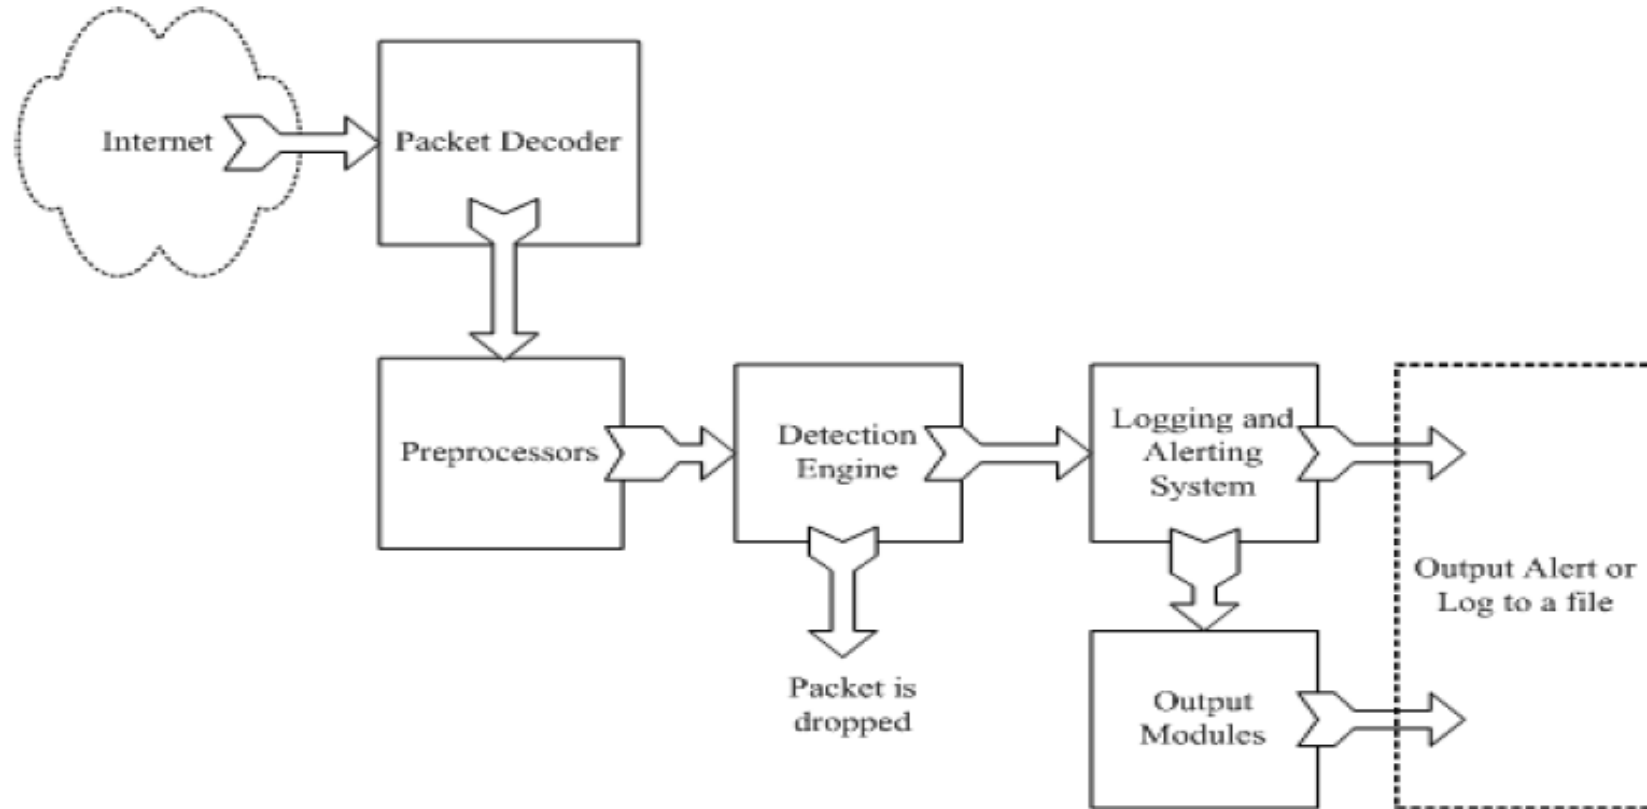 Internet
Packet Decoder
Preprocessors
Detection
Engine
Logging and
Alerting
System
Output Alert or
Log to a file
Packet is
dropped
Output
Modules